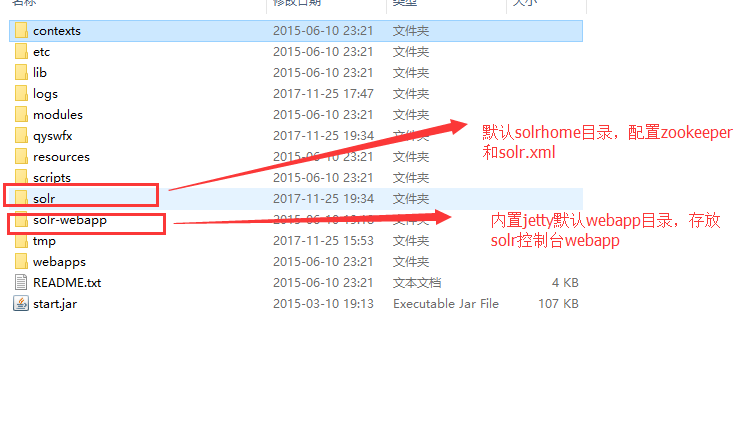 名称 修改日期 类型 大小
contexts 2015-06-10 23:21 文件夹
etc 2015-06-10 23:21 文件夹
lib 2015-06-10 23:21 文件夹
logs 2017-11-25 17:47 文件夹
modules 2015-06-10 23:21 文件夹
qyswfx 2017-11-25 19:34 文件夹
resources 2015-06-10 23:21 文件夹
scripts 2015-06-10 23:21 文件夹
solr 2017-11-25 19:34 文件夹
solr-webapp 2015-06-10 文件夹
tmp 2017-11-25 15:53 文件夹
webapps 2015-06-10 23:21 文件夹
README.txt 2015-06-10 23:21 文本文档 4 KB
start.jar 2015-03-10 19:13 Executable Jar File 107 KB
默认solrhome目录，配置zookeeper
和solr.xml
内置jetty默认webapp目录，存放
solr控制台webapp